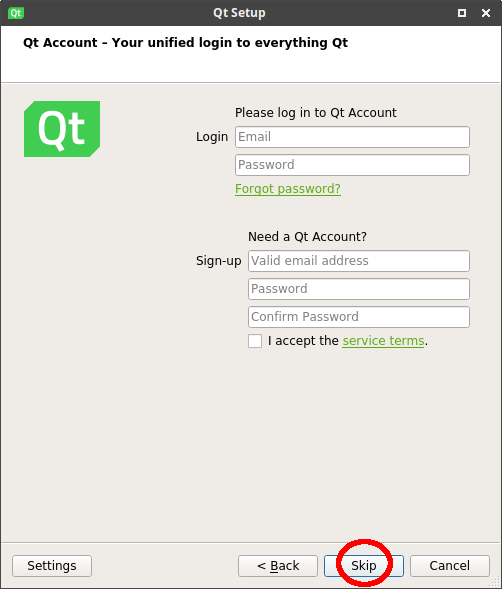 Qt
Qt Setup
Qt Account – Your unified login to everything Qt
Qt
Please log in to Qt Account
Login
Email
Password
Forgot password?
Need a Qt Account?
Sign-up
Valid email address
Password
Confirm Password
I accept the service terms.
Settings
< Back
Skip
Cancel